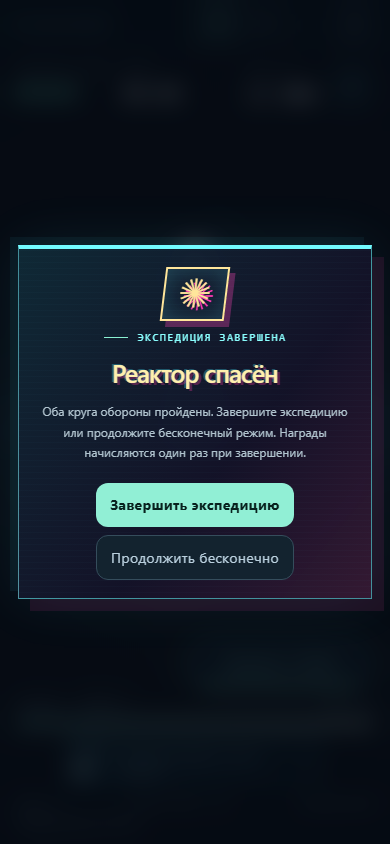 ЭКСПЕДИЦИЯ ЗАВЕРШЕНА
Реактор спасён
Оба круга обороны пройдены. Завершите экспедицию
или продолжите бесконечный режим. Награды
начисляются один раз при завершении.
Завершить экспедицию
Продолжить бесконечно